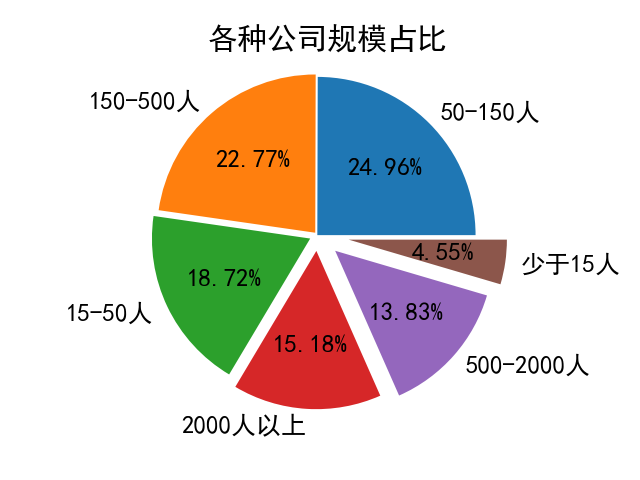 各种公司规模占比
150-500人
50-150人
22.77%
24.96%
4.55%
少于15人
18.72%
13.83%
15-50人
15.18%
500-2000人
2000人以上